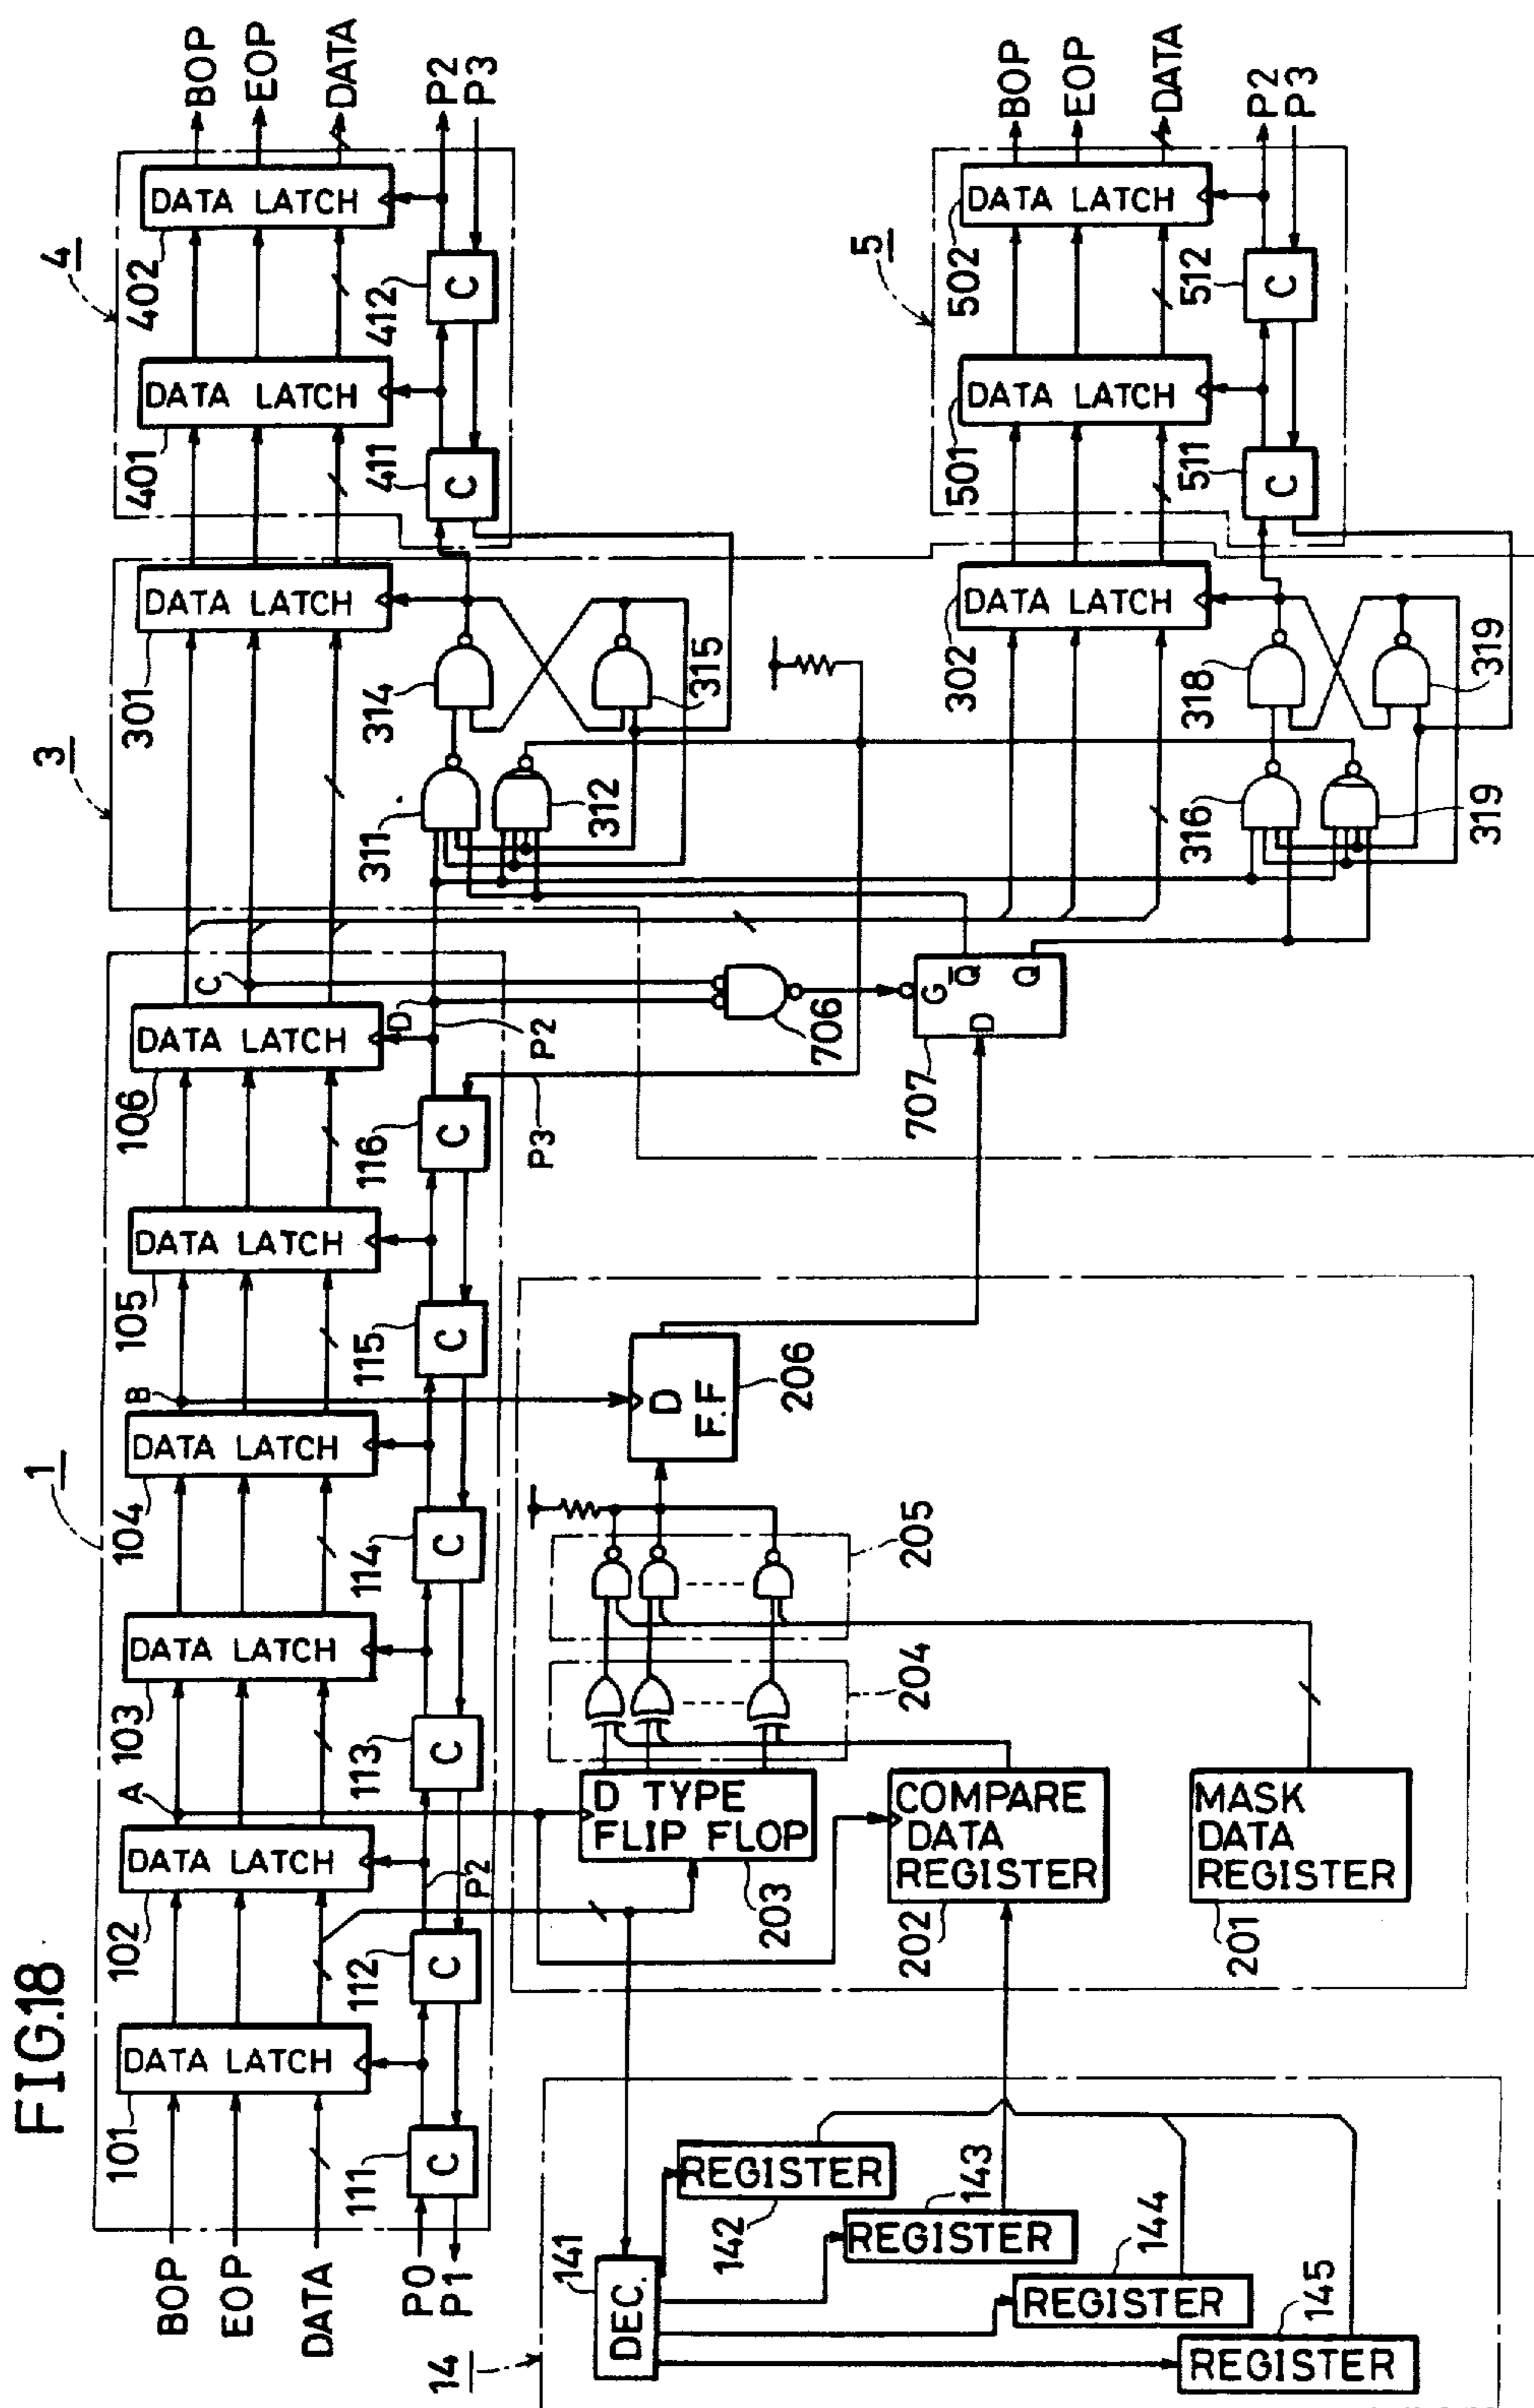 FIG.18
1
3
4
5
14
BOP
EOP
DATA
P0
P1
101
DATA LATCH
102
DATA LATCH
A
103
DATA LATCH
104
DATA LATCH
B
105
DATA LATCH
106
DATA LATCH
C
D
111
C
112
C
P2
113
C
114
C
115
C
116
C
P2
P3
301
DATA LATCH
311
312
314
315
401
DATA LATCH
402
DATA LATCH
411
C
412
C
BOP
EOP
DATA
P2
P3
302
DATA LATCH
316
319
318
319
501
DATA LATCH
502
DATA LATCH
511
C
512
C
BOP
EOP
DATA
P2
P3
706
707
G
Q
D
Q
D
F.F
206
205
204
D TYPE
FLIP FLOP
203
COMPARE
DATA
REGISTER
202
MASK
DATA
REGISTER
201
141
DEC.
REGISTER
142
REGISTER
143
REGISTER
144
REGISTER
145